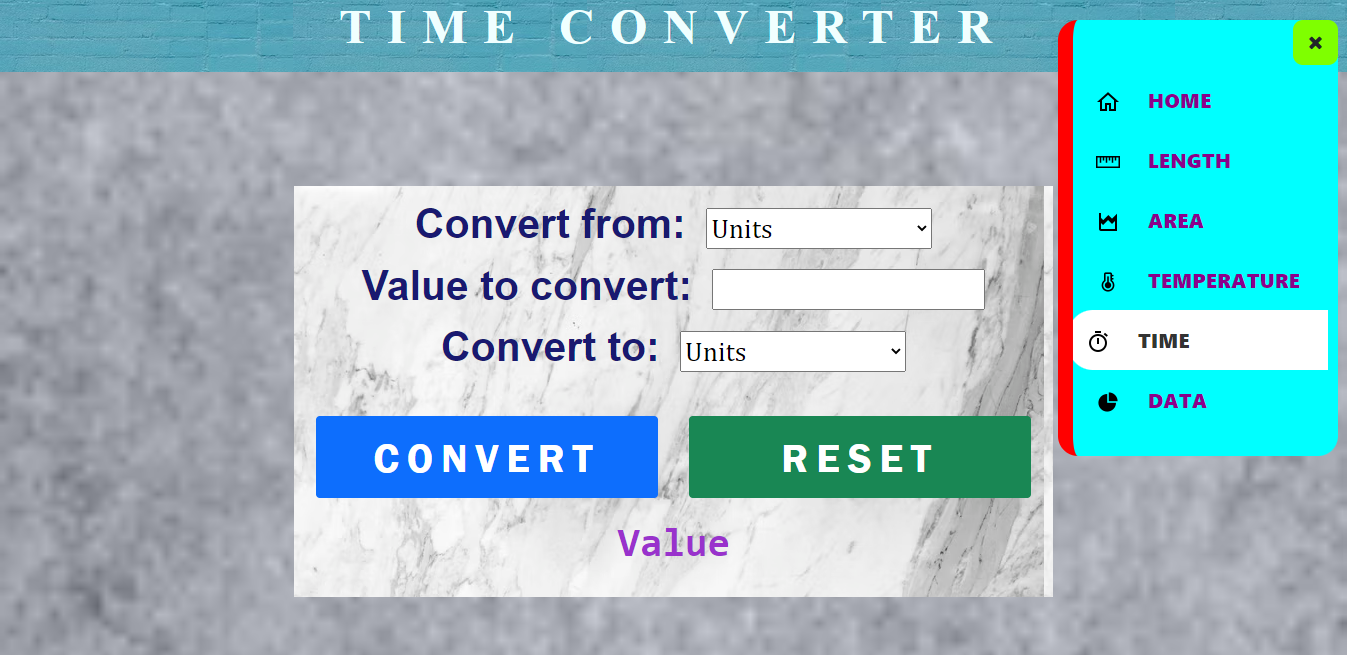 TIME CONVERTER
Convert from: Units
Value to convert:
Convert to: Units
CONVERT RESET
Value
HOME
LENGTH
AREA
TEMPERATURE
TIME
DATA